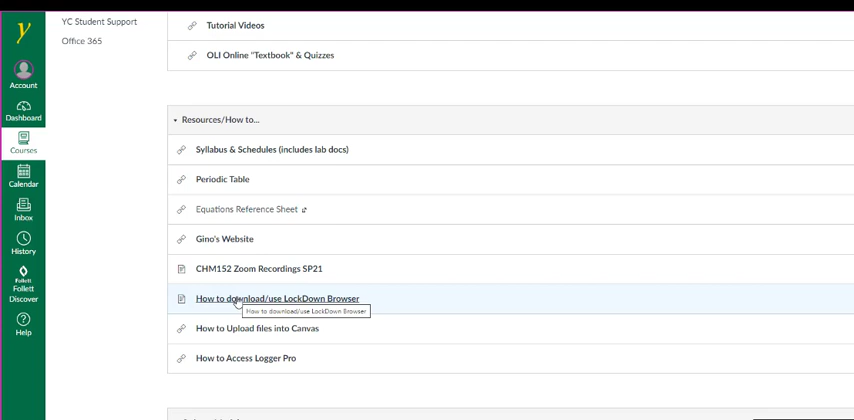 YC Student Support
Office 365
y
Account
Dashboard
Courses
Calendar
Inbox
History
Follett
Follett
Discover
Help
Tutorial Videos
OLI Online "Textbook" & Quizzes
Resources/How to...
Syllabus & Schedules (includes lab docs)
Periodic Table
Equations Reference Sheet
Gino's Website
CHM152 Zoom Recordings SP21
How to download/use LockDown Browser
How to download/use LockDown Browser
How to Upload files into Canvas
How to Access Logger Pro